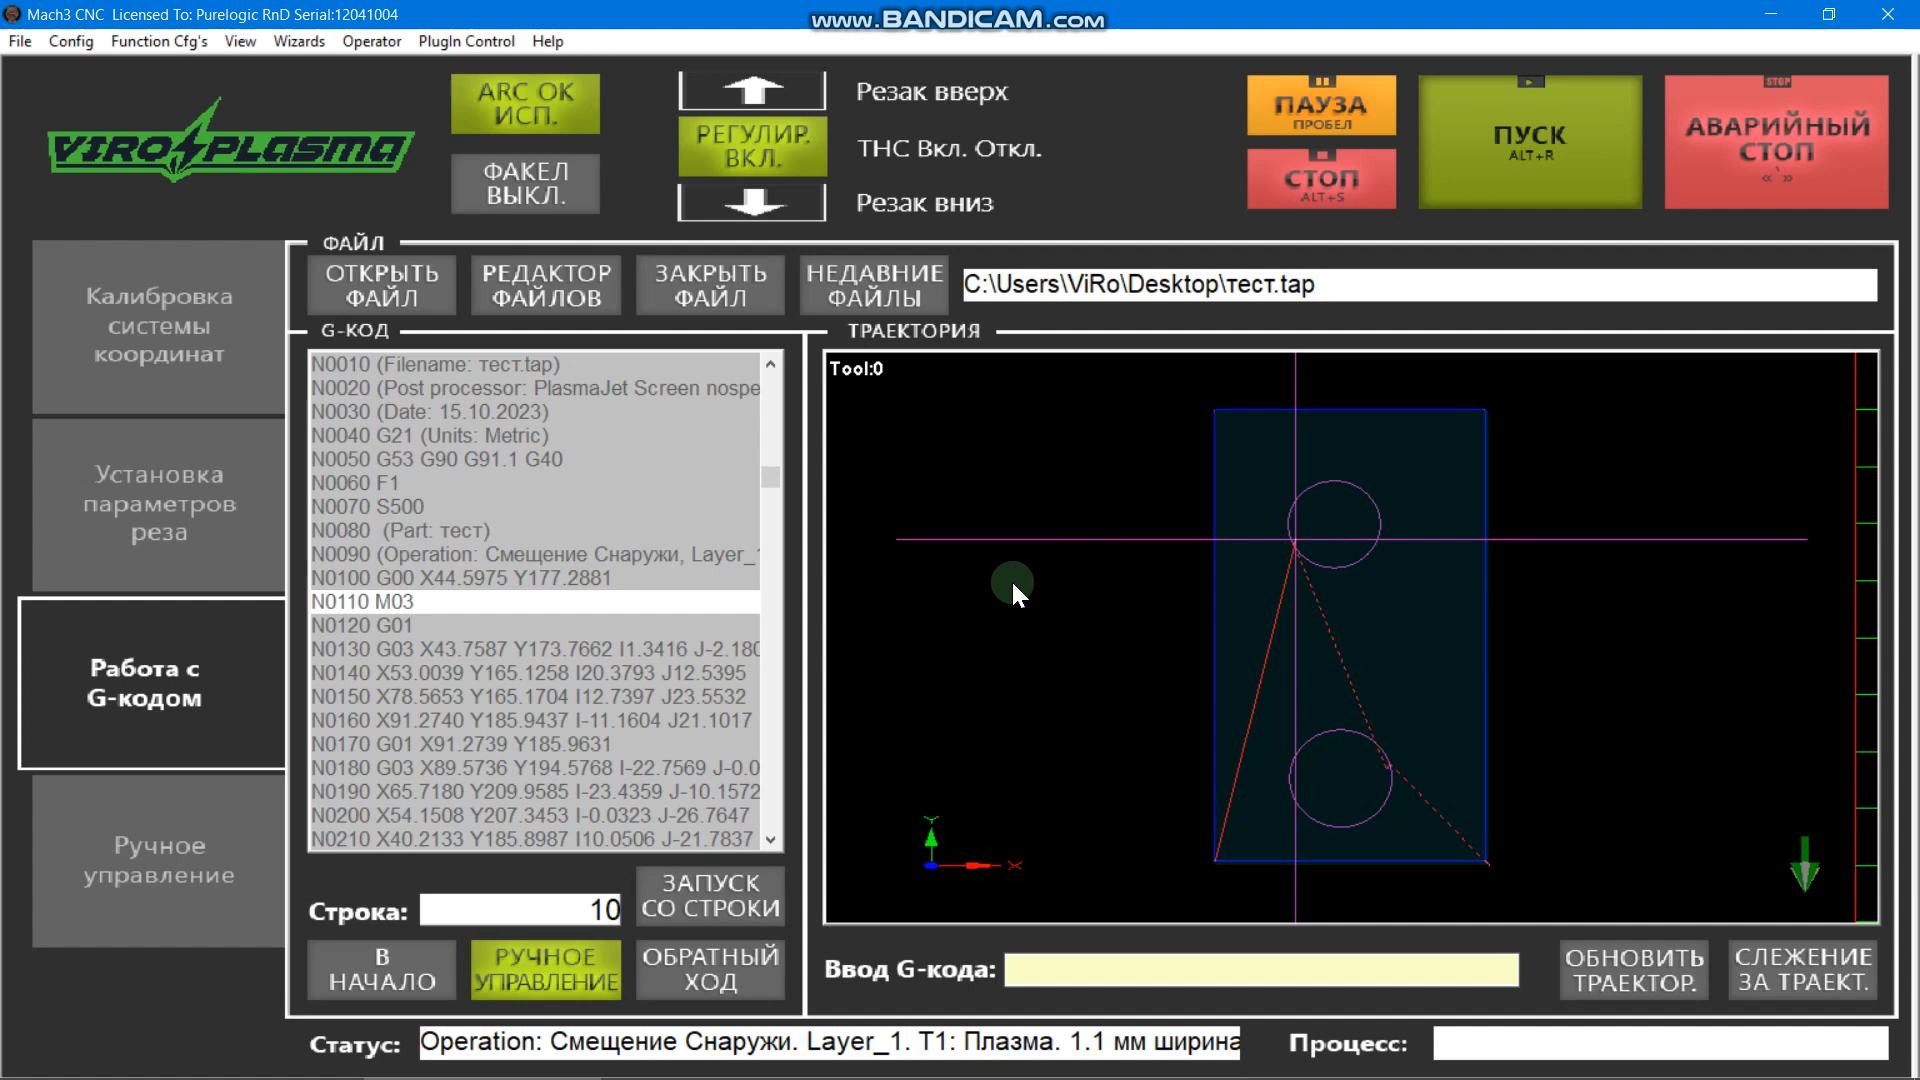 Mach3 CNC Licensed To: Purelogic RnD Serial:12041004
www.BANDICAM.com
File Config Function Cfg's View Wizards Operator PlugIn Control Help
VIRO PLASMA
ARC OK
ИСП.
ФАКЕЛ
ВЫКЛ.
РЕГУЛИР.
ВКЛ.
Резак вверх
ТНС Вкл. Откл.
Резак вниз
ПАУЗА
ПРОБЕЛ
СТОП
ALT+S
ПУСК
ALT+R
STOP
АВАРИЙНЫЙ
СТОП
Калибровка
системы
координат
Установка
параметров
реза
Работа с
G-кодом
Ручное
управление
ФАЙЛ
ОТКРЫТЬ
ФАЙЛ
РЕДАКТОР
ФАЙЛОВ
ЗАКРЫТЬ
ФАЙЛ
НЕДАВНИЕ
ФАЙЛЫ
C:\Users\ViRo\Desktop\тест.tap
G-КОД
N0010 (Filename: тест.tap)
N0020 (Post processor: PlasmaJet Screen nospe
N0030 (Date: 15.10.2023)
N0040 G21 (Units: Metric)
N0050 G53 G90 G91.1 G40
N0060 F1
N0070 S500
N0080 (Part: тест)
N0090 (Operation: Смещение Снаружи, Layer_1
N0100 G00 X44.5975 Y177.2881
N0110 M03
N0120 G01
N0130 G03 X43.7587 Y173.7662 I1.3416 J-2.180
N0140 X53.0039 Y165.1258 I20.3793 J12.5395
N0150 X78.5653 Y165.1704 I12.7397 J23.5532
N0160 X91.2740 Y185.9437 I-11.1604 J21.1017
N0170 G01 X91.2739 Y185.9631
N0180 G03 X89.5736 Y194.5768 I-22.7569 J-0.0
N0190 X65.7180 Y209.9585 I-23.4359 J-10.1572
N0200 X54.1508 Y207.3453 I-0.0323 J-26.7647
N0210 X40.2133 Y185.8987 I10.0506 J-21.7837
Строка: 10
ЗАПУСК
СО СТРОКИ
В
НАЧАЛО
РУЧНОЕ
УПРАВЛЕНИЕ
ОБРАТНЫЙ
ХОД
ТРАЕКТОРИЯ
Tool:0
Y
X
Ввод G-кода:
ОБНОВИТЬ
ТРАЕКТОР.
СЛЕЖЕНИЕ
ЗА ТРАЕКТ.
Статус: Operation: Смещение Снаружи. Layer_1. T1: Плазма. 1.1 мм ширина
Процесс: